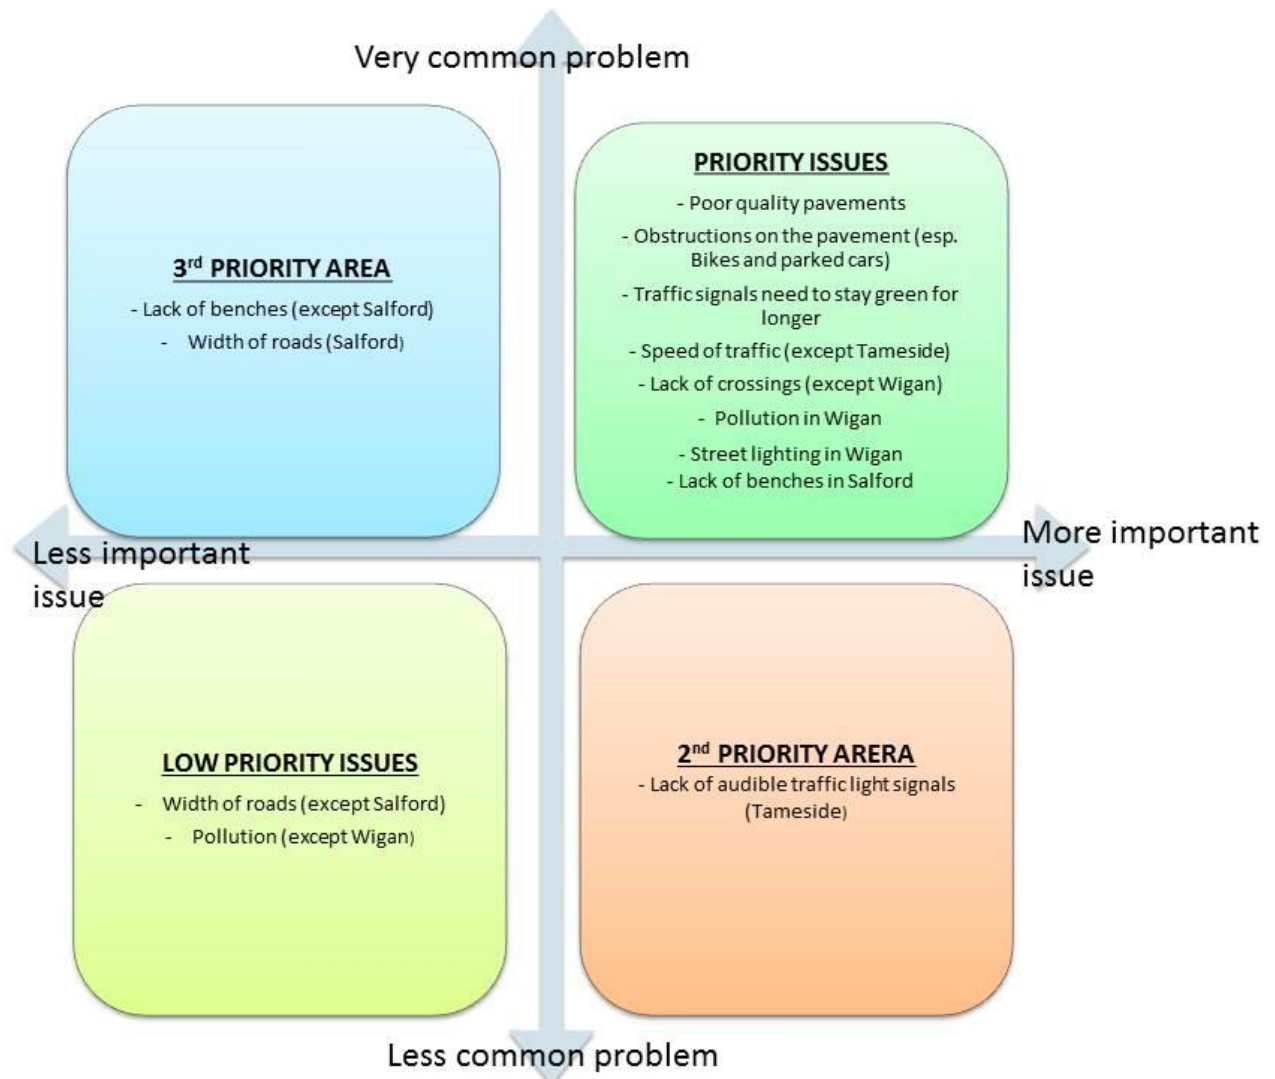 Very common problem
3rd PRIORITY AREA
- Lack of benches (except Salford)
- Width of roads (Salford)
PRIORITY ISSUES
- Poor quality pavements
- Obstructions on the pavement (esp.
Bikes and parked cars)
- Traffic signals need to stay green for
longer
- Speed of traffic (except Tameside)
- Lack of crossings (except Wigan)
- Pollution in Wigan
- Street lighting in Wigan
- Lack of benches in Salford
Less important
issue
More important
issue
LOW PRIORITY ISSUES
- Width of roads (except Salford)
- Pollution (except Wigan)
2nd PRIORITY ARERA
- Lack of audible traffic light signals
(Tameside)
Less common problem